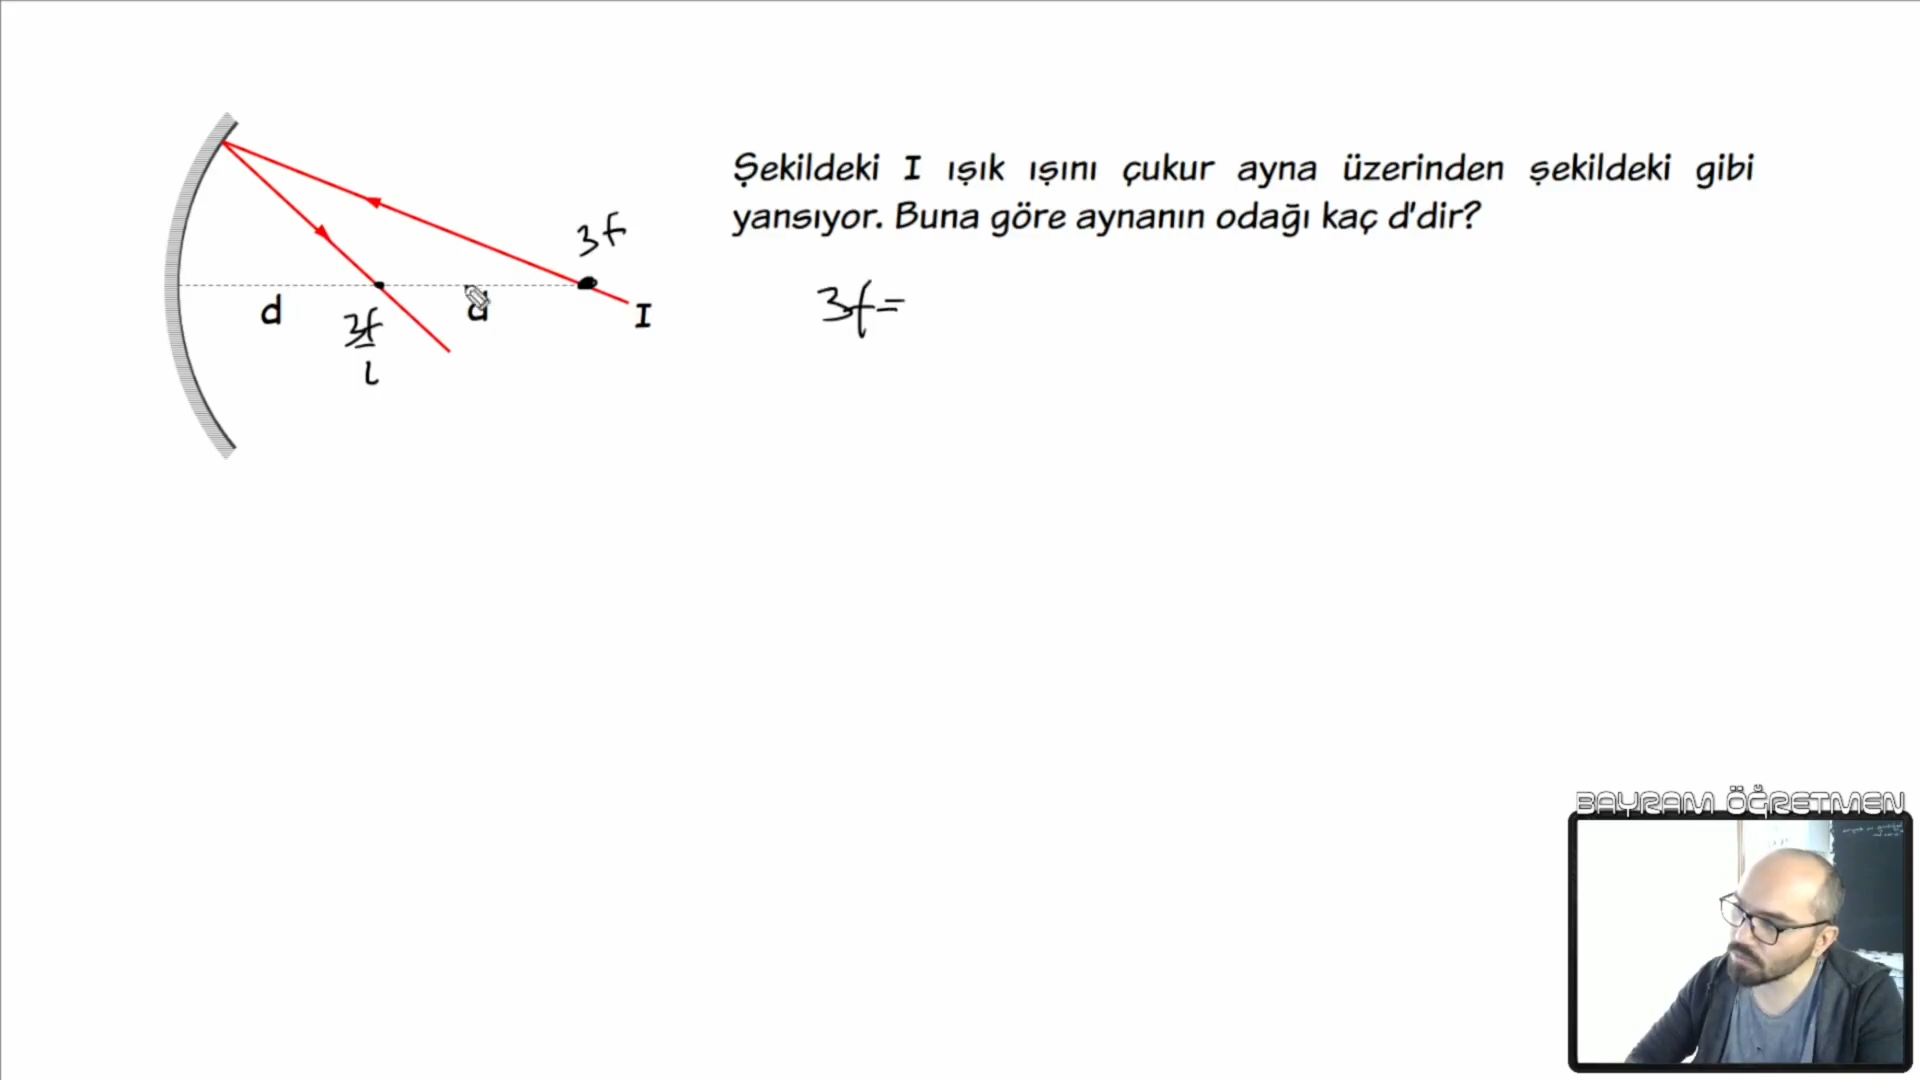 Şekildeki I ışık ışını çukur ayna üzerinden şekildeki gibi
yansıyor. Buna göre aynanın odağı kaç d'dir?
3f
d
d
I
3f
2
3f=
BAYRAM ÖĞRETMEN